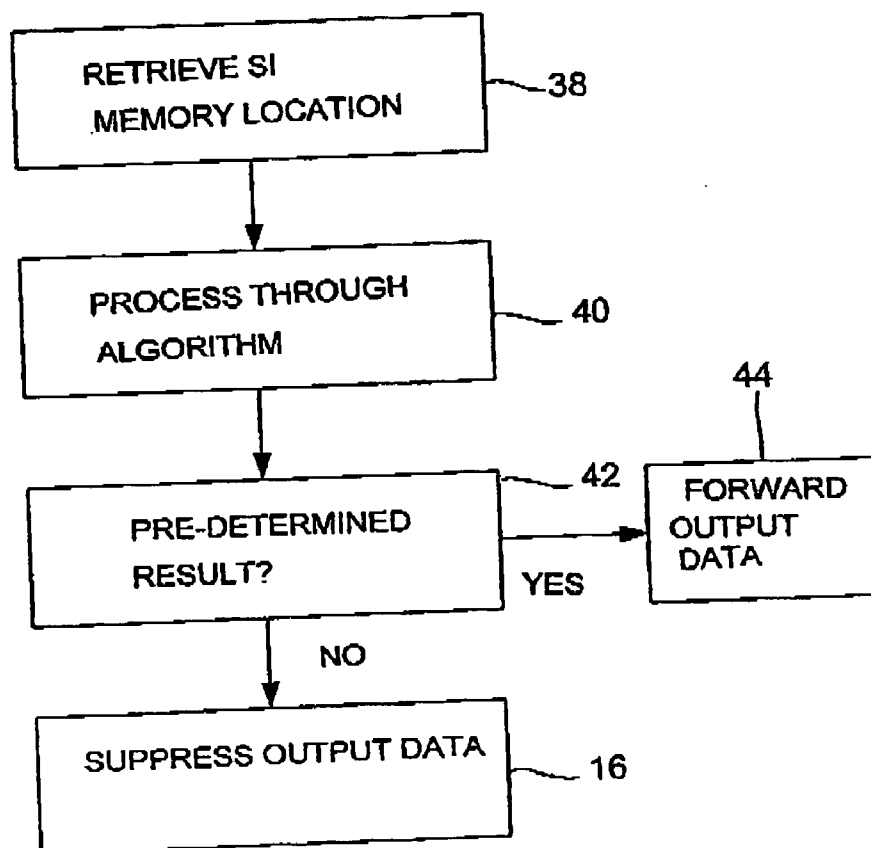 RETRIEVE SI
MEMORY LOCATION
38
PROCESS THROUGH
ALGORITHM
40
44
PRE-DETERMINED
RESULT?
42
YES
FORWARD
OUTPUT
DATA
NO
SUPPRESS OUTPUT DATA
16